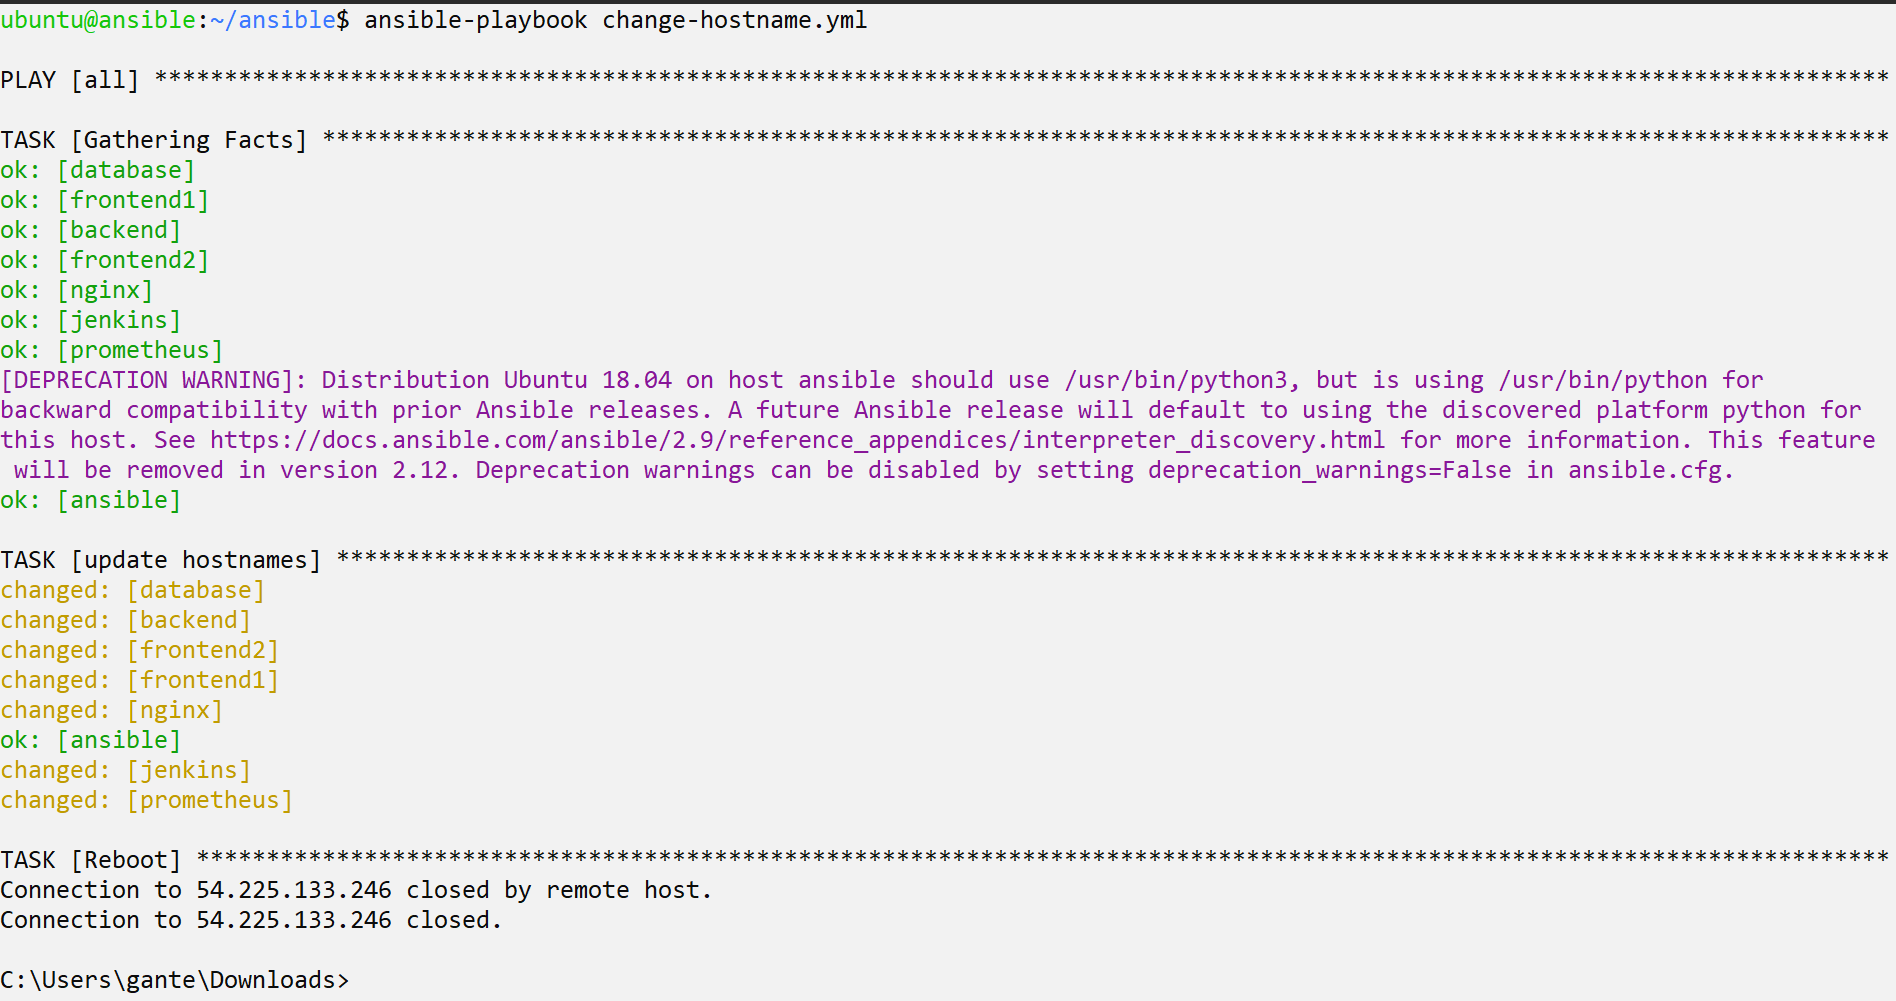 ubuntu@ansible:~/ansible$ ansible-playbook change-hostname.yml
PLAY [all] ****************************************************************************************************************************
TASK [Gathering Facts] ****************************************************************************************************************
ok: [database]
ok: [frontend1]
ok: [backend]
ok: [frontend2]
ok: [nginx]
ok: [jenkins]
ok: [prometheus]
[DEPRECATION WARNING]: Distribution Ubuntu 18.04 on host ansible should use /usr/bin/python3, but is using /usr/bin/python for
backward compatibility with prior Ansible releases. A future Ansible release will default to using the discovered platform python for
this host. See https://docs.ansible.com/ansible/2.9/reference_appendices/interpreter_discovery.html for more information. This feature
 will be removed in version 2.12. Deprecation warnings can be disabled by setting deprecation_warnings=False in ansible.cfg.
ok: [ansible]
TASK [update hostnames] ***************************************************************************************************************
changed: [database]
changed: [backend]
changed: [frontend2]
changed: [frontend1]
changed: [nginx]
ok: [ansible]
changed: [jenkins]
changed: [prometheus]
TASK [Reboot] *************************************************************************************************************************
Connection to 54.225.133.246 closed by remote host.
Connection to 54.225.133.246 closed.
C:\Users\gante\Downloads>